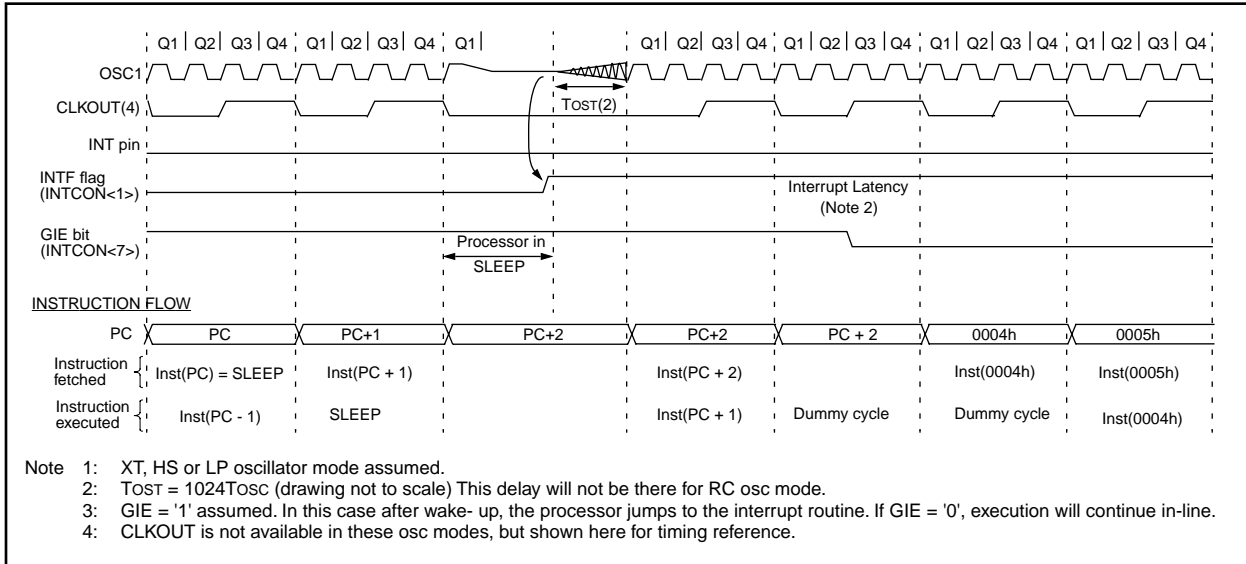 Q1 Q2 Q3 Q4 Q1 Q2 Q3 Q4 Q1 Q1 Q2 Q3 Q4 Q1 Q2 Q3 Q4 Q1 Q2 Q3 Q4 Q1 Q2 Q3 Q4
OSC1
TOST(2)
CLKOUT(4)
INT pin
INTF flag
(INTCON<1>)
Interrupt Latency
(Note 2)
GIE bit
(INTCON<7>)
Processor in
SLEEP
INSTRUCTION FLOW
PC PC PC+1 PC+2 PC+2 PC + 2 0004h 0005h
Instruction
fetched
Inst(PC) = SLEEP Inst(PC + 1) Inst(PC + 2) Inst(0004h) Inst(0005h)
Instruction
executed
Inst(PC - 1) SLEEP Inst(PC + 1) Dummy cycle Dummy cycle Inst(0004h)
Note 1: XT, HS or LP oscillator mode assumed.
2: TOST = 1024TOSC (drawing not to scale) This delay will not be there for RC osc mode.
3: GIE = '1' assumed. In this case after wake- up, the processor jumps to the interrupt routine. If GIE = '0', execution will continue in-line.
4: CLKOUT is not available in these osc modes, but shown here for timing reference.